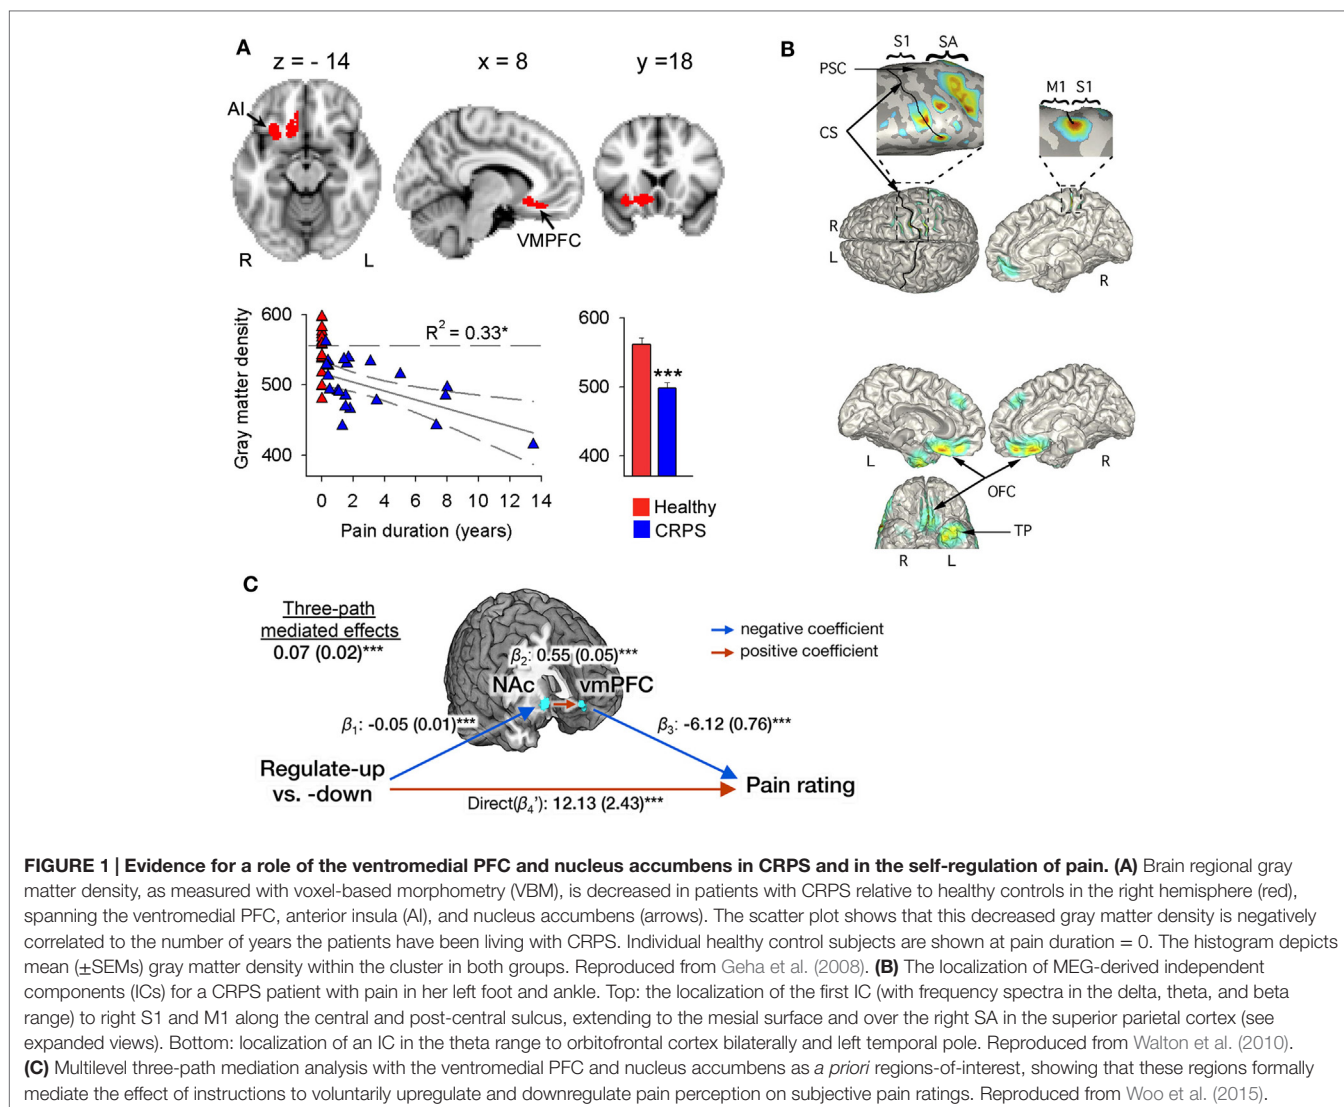 A
z = - 14
x = 8
y =18
AI
VMPFC
R
L
600
500
400
Gray matter density
R2 = 0.33*
0 2 4 6 8 10 12 14
Pain duration (years)
600
500
400
***
Healthy
CRPS
B
S1
SA
PSC
CS
M1
S1
R
L
R
L
R
OFC
TP
R
L
C
Three-path
mediated effects
0.07 (0.02)***
negative coefficient
positive coefficient
β2: 0.55 (0.05)***
NAc
vmPFC
β1: -0.05 (0.01)***
β3: -6.12 (0.76)***
Regulate-up
vs. -down
Pain rating
Direct(β4'): 12.13 (2.43)***
FIGURE 1 | Evidence for a role of the ventromedial PFC and nucleus accumbens in CRPS and in the self-regulation of pain. (A) Brain regional gray
matter density, as measured with voxel-based morphometry (VBM), is decreased in patients with CRPS relative to healthy controls in the right hemisphere (red),
spanning the ventromedial PFC, anterior insula (AI), and nucleus accumbens (arrows). The scatter plot shows that this decreased gray matter density is negatively
correlated to the number of years the patients have been living with CRPS. Individual healthy control subjects are shown at pain duration = 0. The histogram depicts
mean (±SEMs) gray matter density within the cluster in both groups. Reproduced from Geha et al. (2008). (B) The localization of MEG-derived independent
components (ICs) for a CRPS patient with pain in her left foot and ankle. Top: the localization of the first IC (with frequency spectra in the delta, theta, and beta
range) to right S1 and M1 along the central and post-central sulcus, extending to the mesial surface and over the right SA in the superior parietal cortex (see
expanded views). Bottom: localization of an IC in the theta range to orbitofrontal cortex bilaterally and left temporal pole. Reproduced from Walton et al. (2010).
(C) Multilevel three-path mediation analysis with the ventromedial PFC and nucleus accumbens as a priori regions-of-interest, showing that these regions formally
mediate the effect of instructions to voluntarily upregulate and downregulate pain perception on subjective pain ratings. Reproduced from Woo et al. (2015).